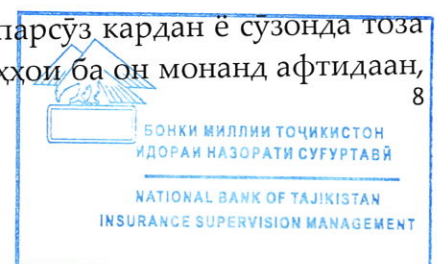 парсӯз кардан ё сӯзонда тоза
ҳои ба он монанд афтидаан,
8
БОНКИ МИЛЛИИ ТОҶИКИСТОН
ИДОРАИ НАЗОРАТИ СУҒУРТАВӢ
NATIONAL BANK OF TAJIKISTAN
INSURANCE SUPERVISION MANAGEMENT